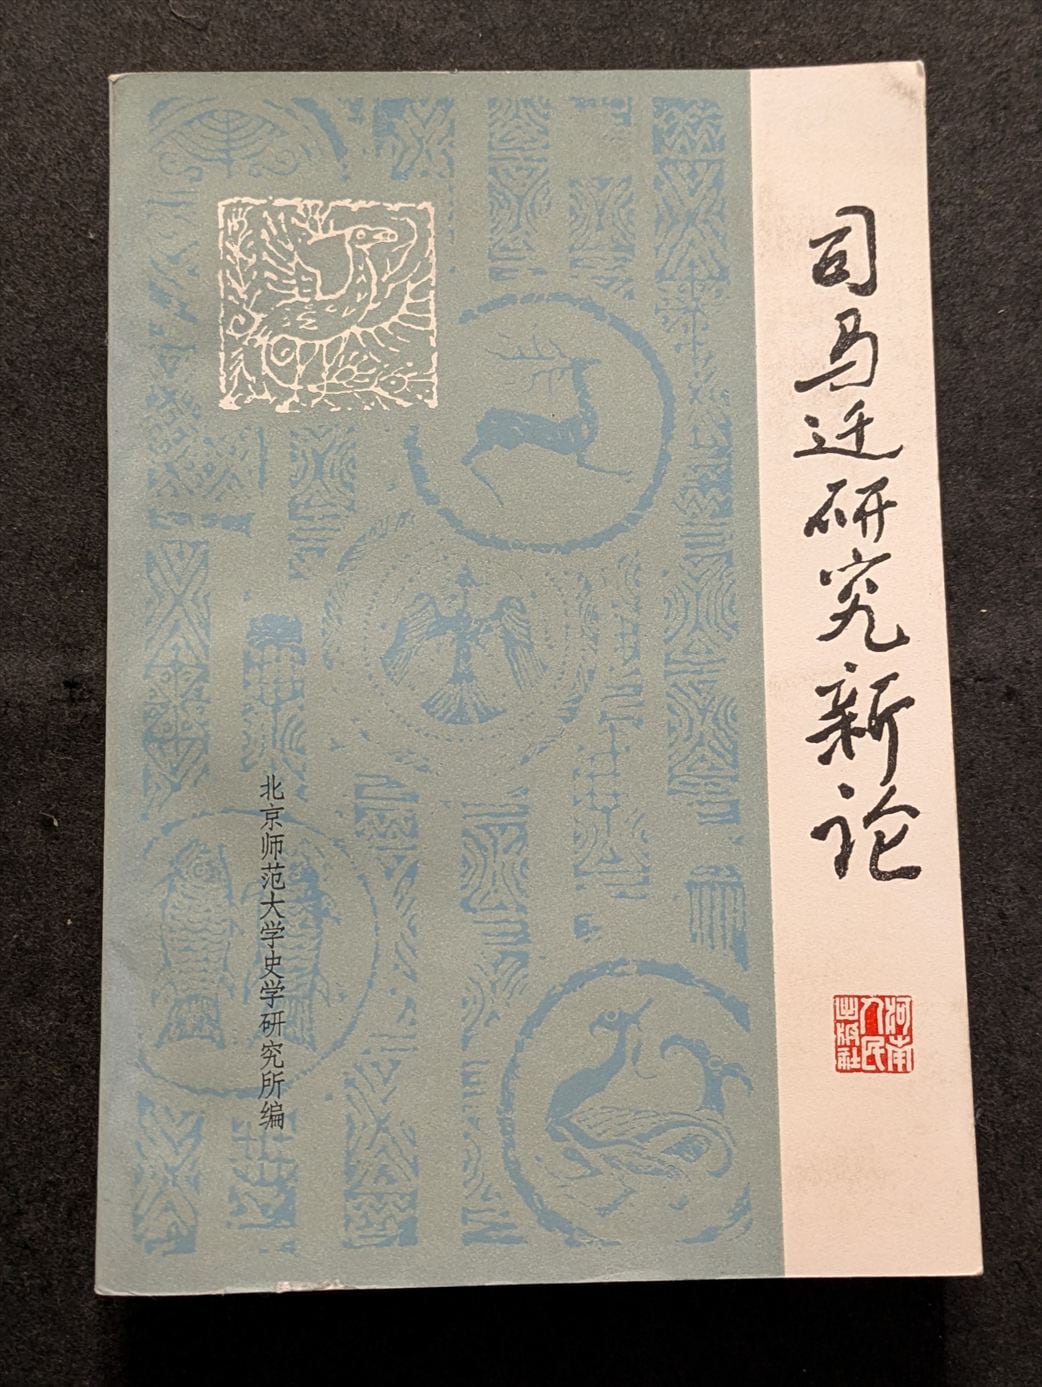 司马迁研究新论
河南
人民
出版社
北京师范大学史学研究所编